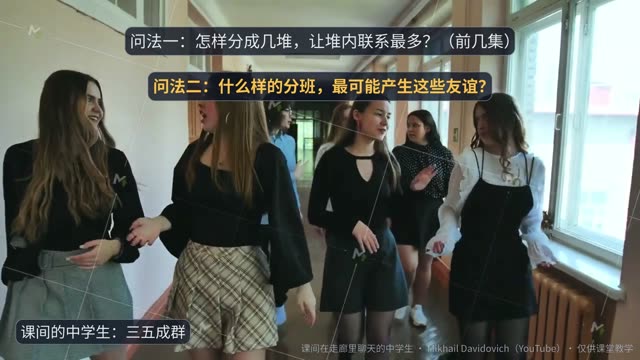 问法一：怎样分成几堆，让堆内联系最多？（前几集）
问法二：什么样的分班，最可能产生这些友谊？
课间的中学生：三五成群
课间在走廊里聊天的中学生 • Mikhail Davidovich（YouTube） • 仅供课堂教学